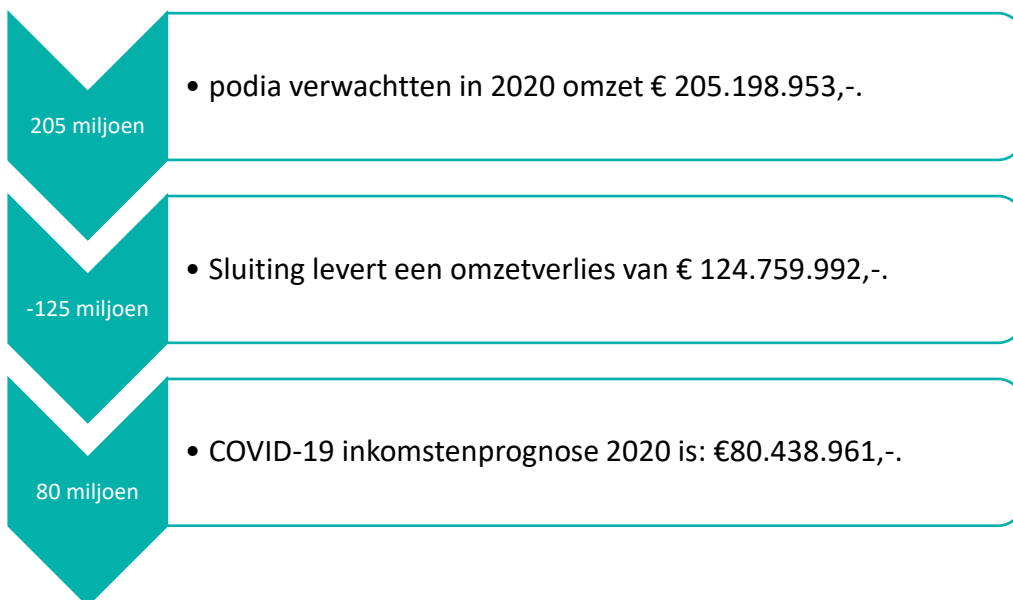 205 miljoen
• podia verwachtten in 2020 omzet € 205.198.953,-.
-125 miljoen
• Sluiting levert een omzetverlies van € 124.759.992,-.
80 miljoen
• COVID-19 inkomstenprognose 2020 is: €80.438.961,-.